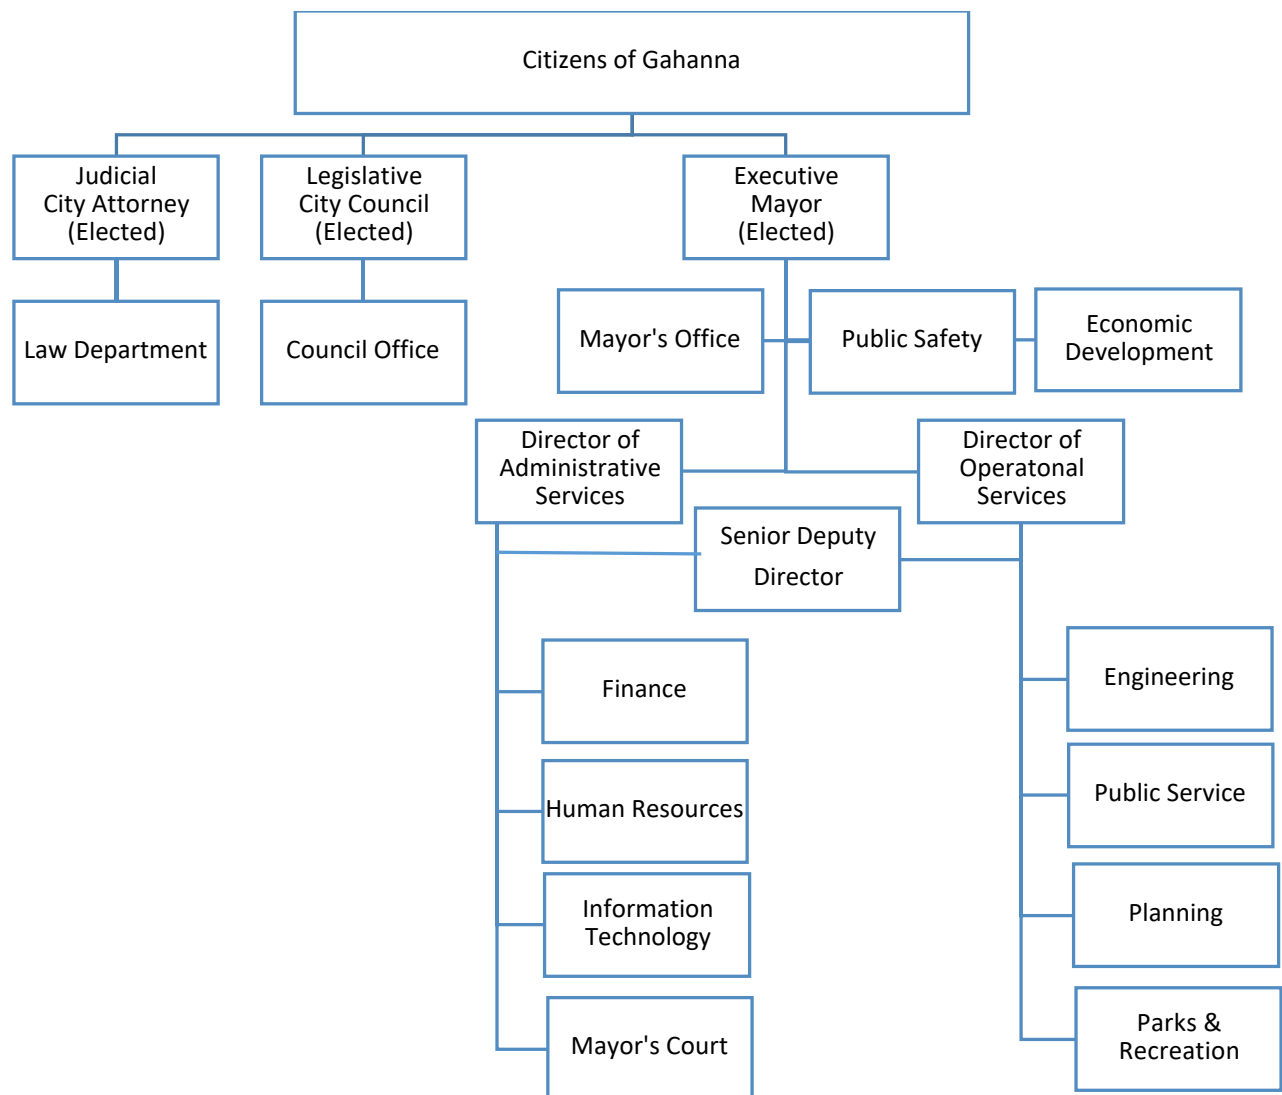 Citizens of Gahanna
Judicial
City Attorney
(Elected)
Legislative
City Council
(Elected)
Executive
Mayor
(Elected)
Law Department
Council Office
Mayor's Office
Public Safety
Economic
Development
Director of
Administrative
Services
Director of
Operatonal
Services
Senior Deputy
Director
Finance
Human Resources
Information
Technology
Mayor's Court
Engineering
Public Service
Planning
Parks &
Recreation